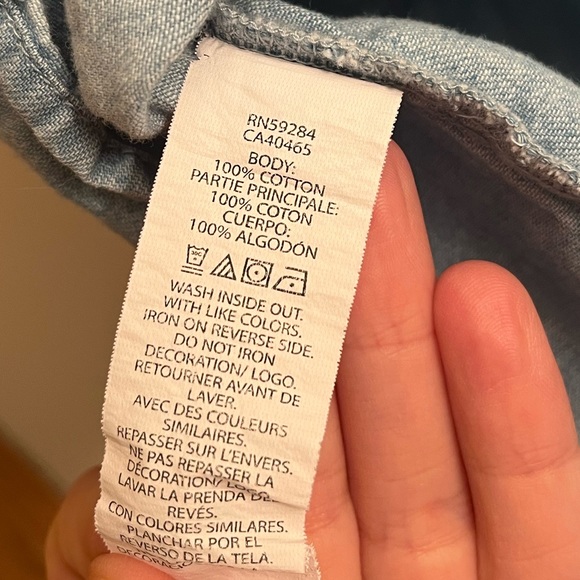 RN59284
CA40465
BODY:
100% COTTON
PARTIE PRINCIPALE:
100% COTON
CUERPO:
100% ALGODÓN
30C
WASH INSIDE OUT.
WITH LIKE COLORS.
IRON ON REVERSE SIDE.
DO NOT IRON
DECORATION/ LOGO.
RETOURNER AVANT DE
LAVER.
AVEC DES COULEURS
SIMILAIRES.
REPASSER SUR L'ENVERS.
NE PAS REPASSER LA
DÉCORATION/
LAVAR LA PRENDA
REVÉS.
CON COLORES SIMILARES.
PLANCHAR POR EL
REVERSO DE LA TELA.